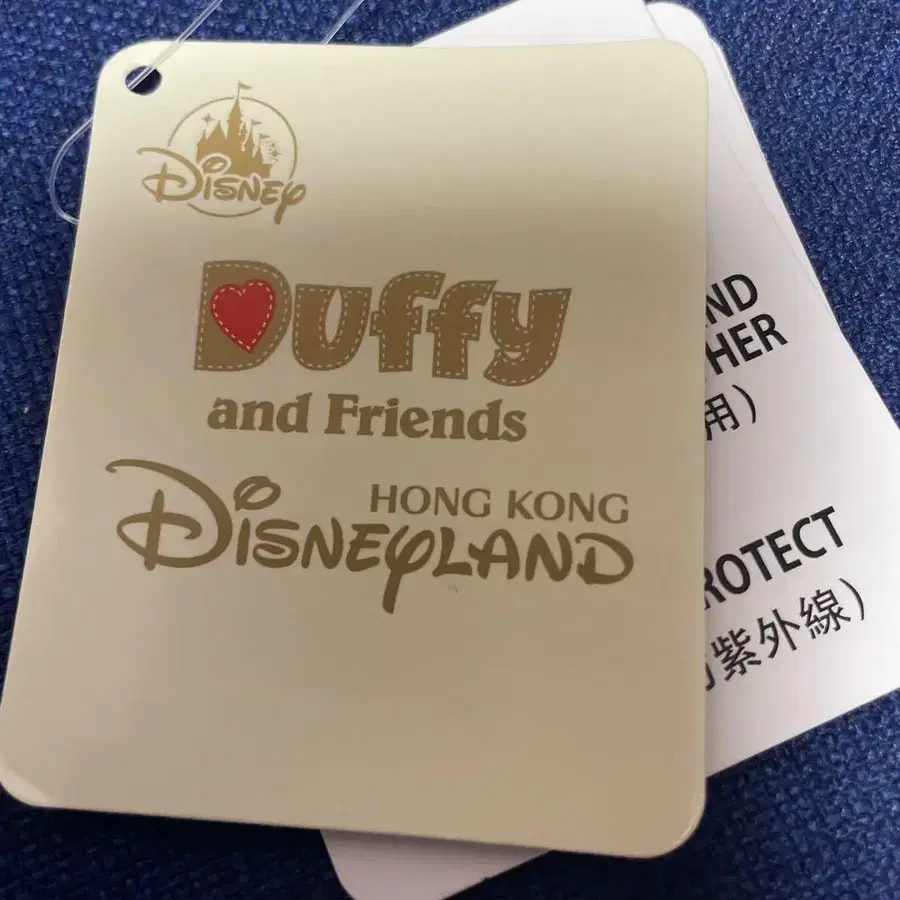 Disney
Duffy
and Friends
HONG KONG
Disneyland
ND
HER
用）
ROTECT
紫外線）